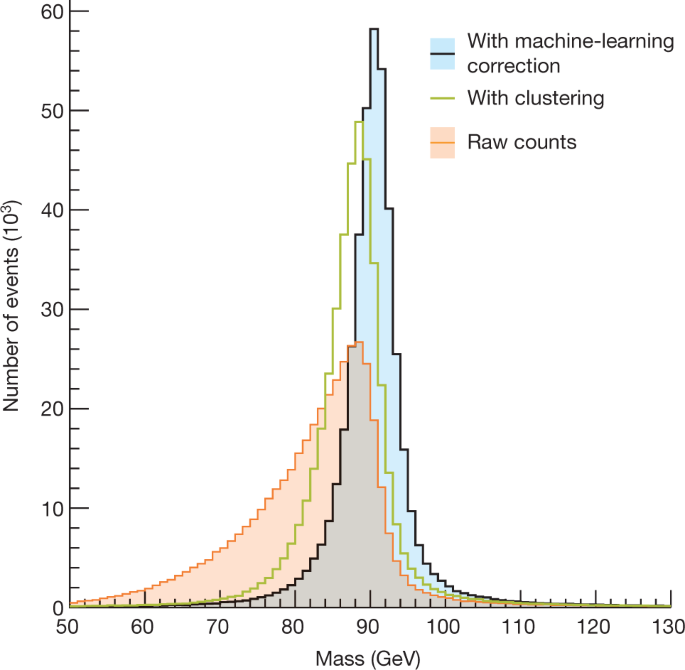 60
50
40
30
20
10
0
Number of events (10³)
50 60 70 80 90 100 110 120 130
Mass (GeV)
With machine-learning
correction
With clustering
Raw counts